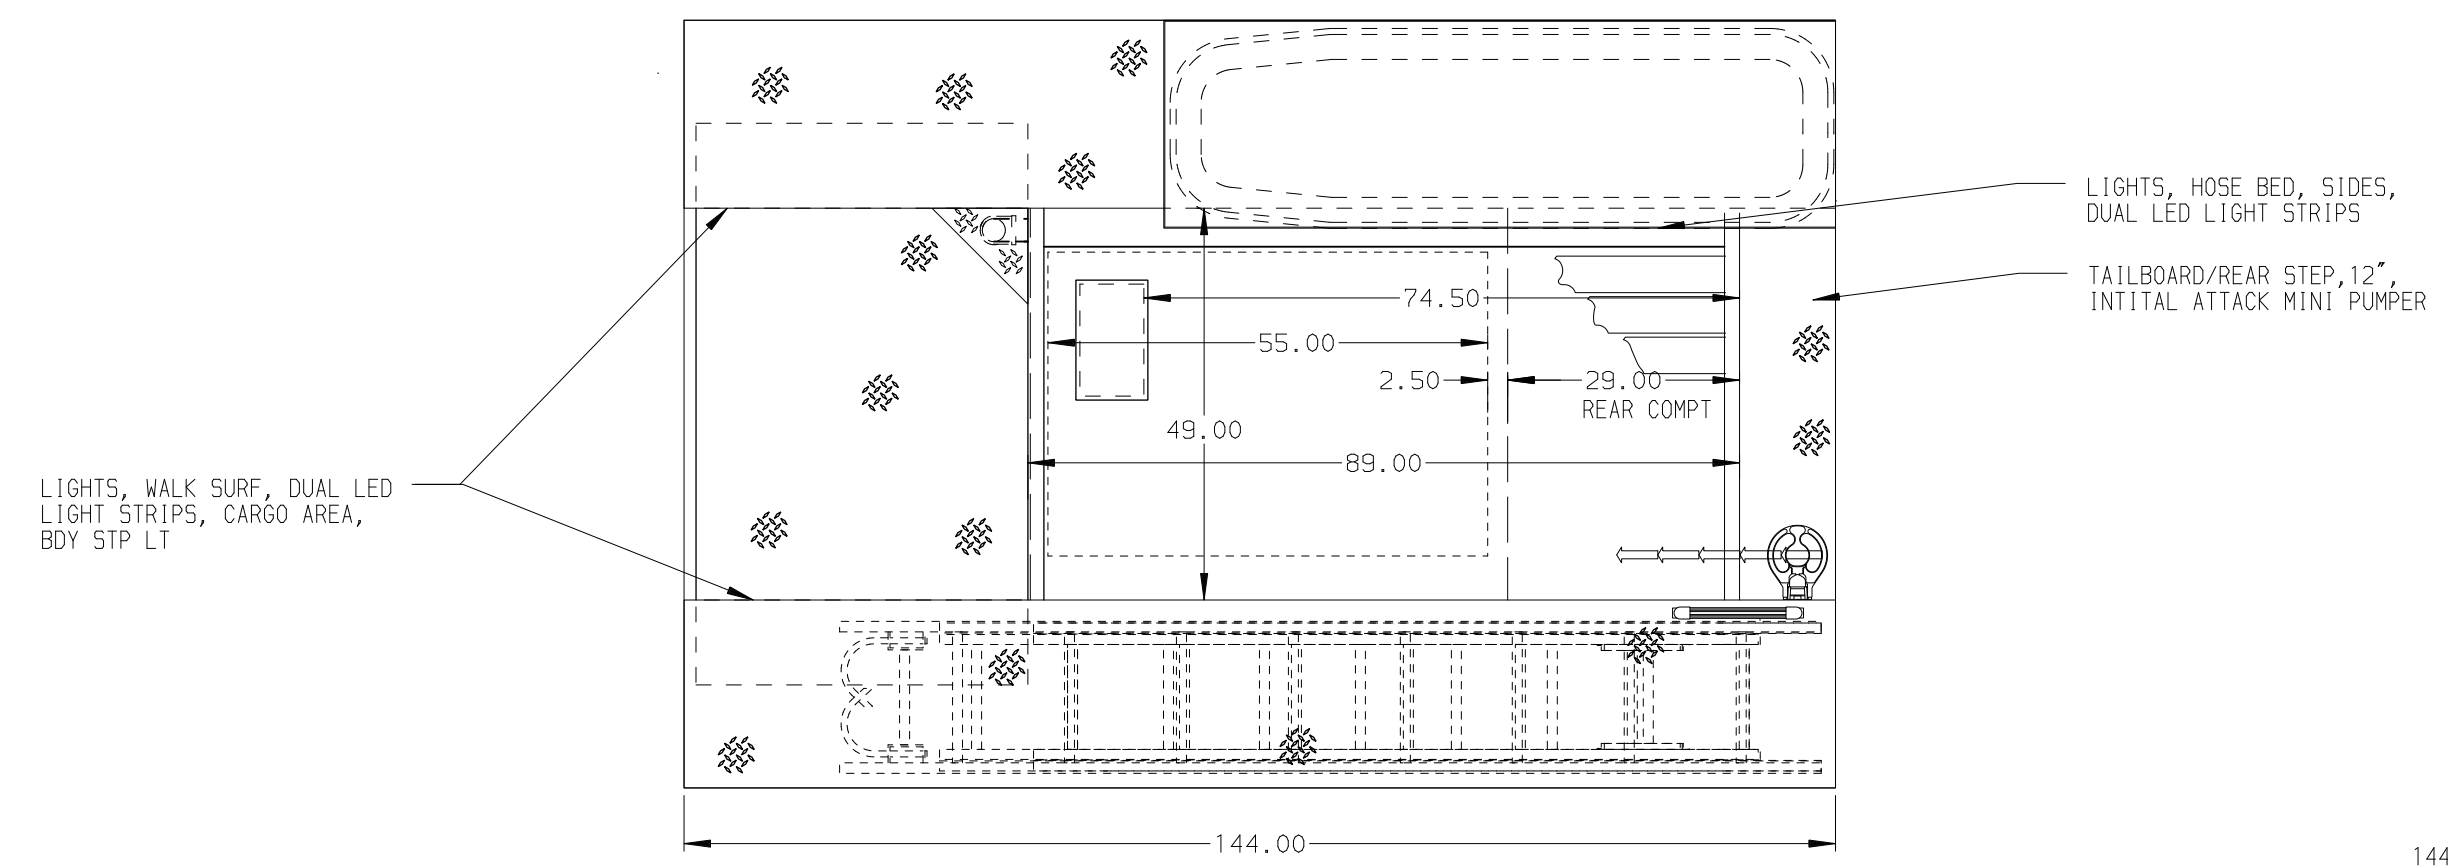 LIGHTS, HOSE BED, SIDES,
DUAL LED LIGHT STRIPS
TAILBOARD/REAR STEP,12",
INTITAL ATTACK MINI PUMPER
74.50
55.00
2.50
29.00
REAR COMPT
49.00
89.00
LIGHTS, WALK SURF, DUAL LED
LIGHT STRIPS, CARGO AREA,
BDY STP LT
144.00
144